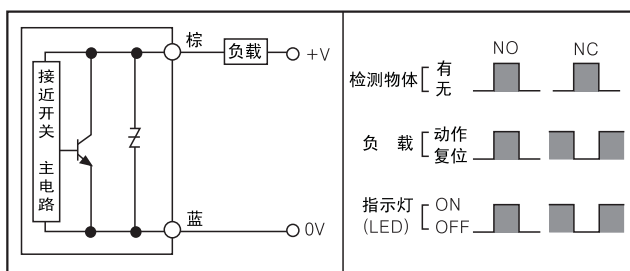 接近开关 主电路
棕
负载
+V
蓝
0V
NO NC
检测物体 有
无
负 载 动作
复位
指示灯 ON
(LED) OFF